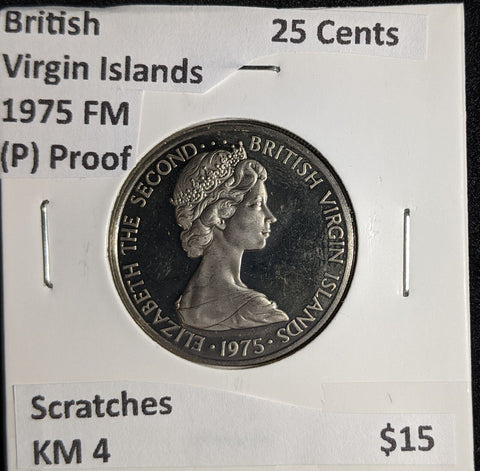 British
Virgin Islands
1975 FM
(P) Proof
25 Cents
ELIZABETH THE SECOND···· BRITISH VIRGIN ISLANDS
·1975·
Scratches
KM 4
$15